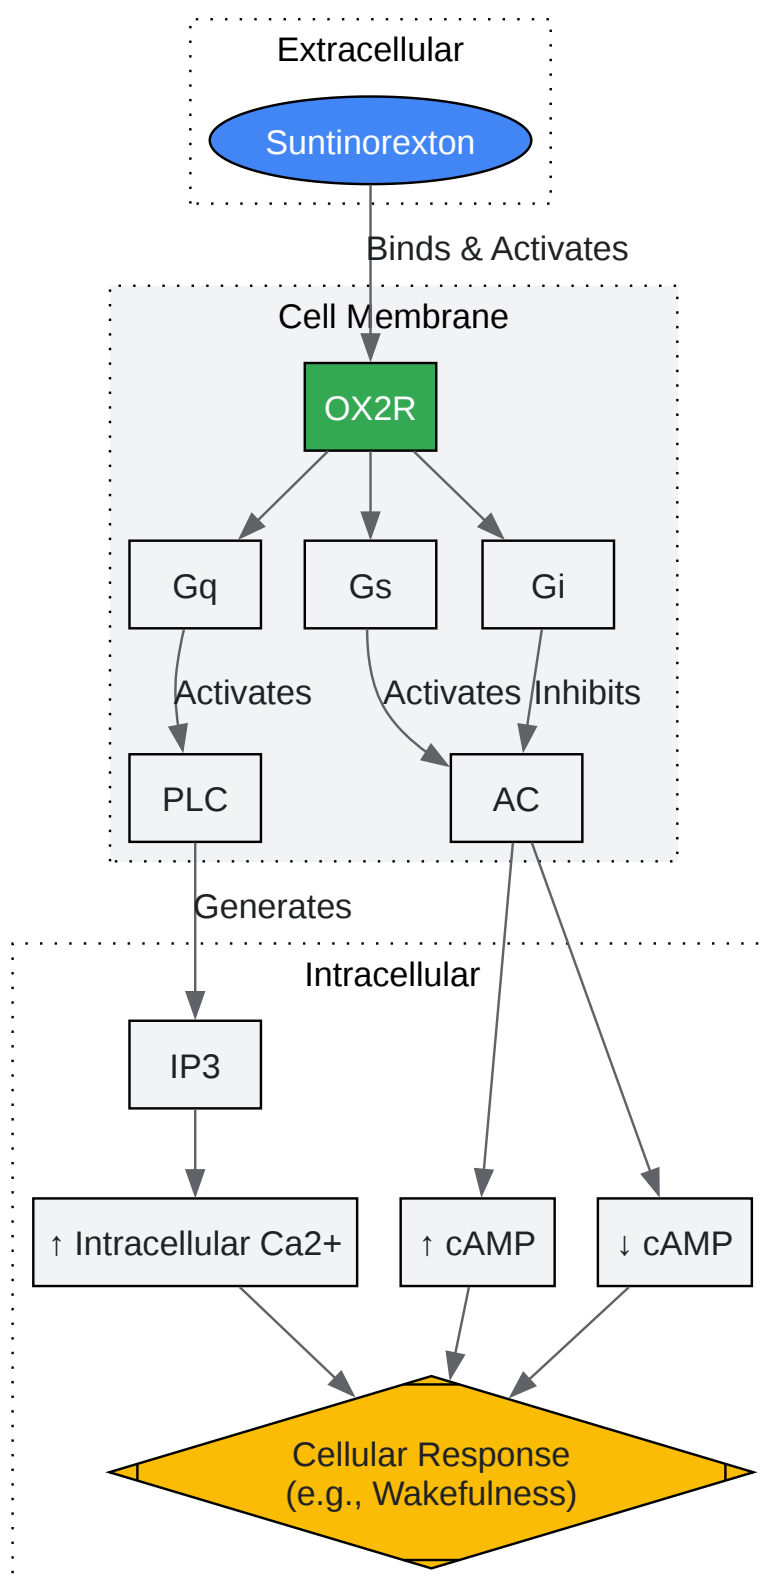 Extracellular
Suntinorexton
Binds & Activates
Cell Membrane
OX2R
Gq
Gs
Gi
Activates
Activates
Inhibits
PLC
AC
Generates
Intracellular
IP3
↑ Intracellular Ca2+
↑ cAMP
↓ cAMP
Cellular Response
(e.g., Wakefulness)